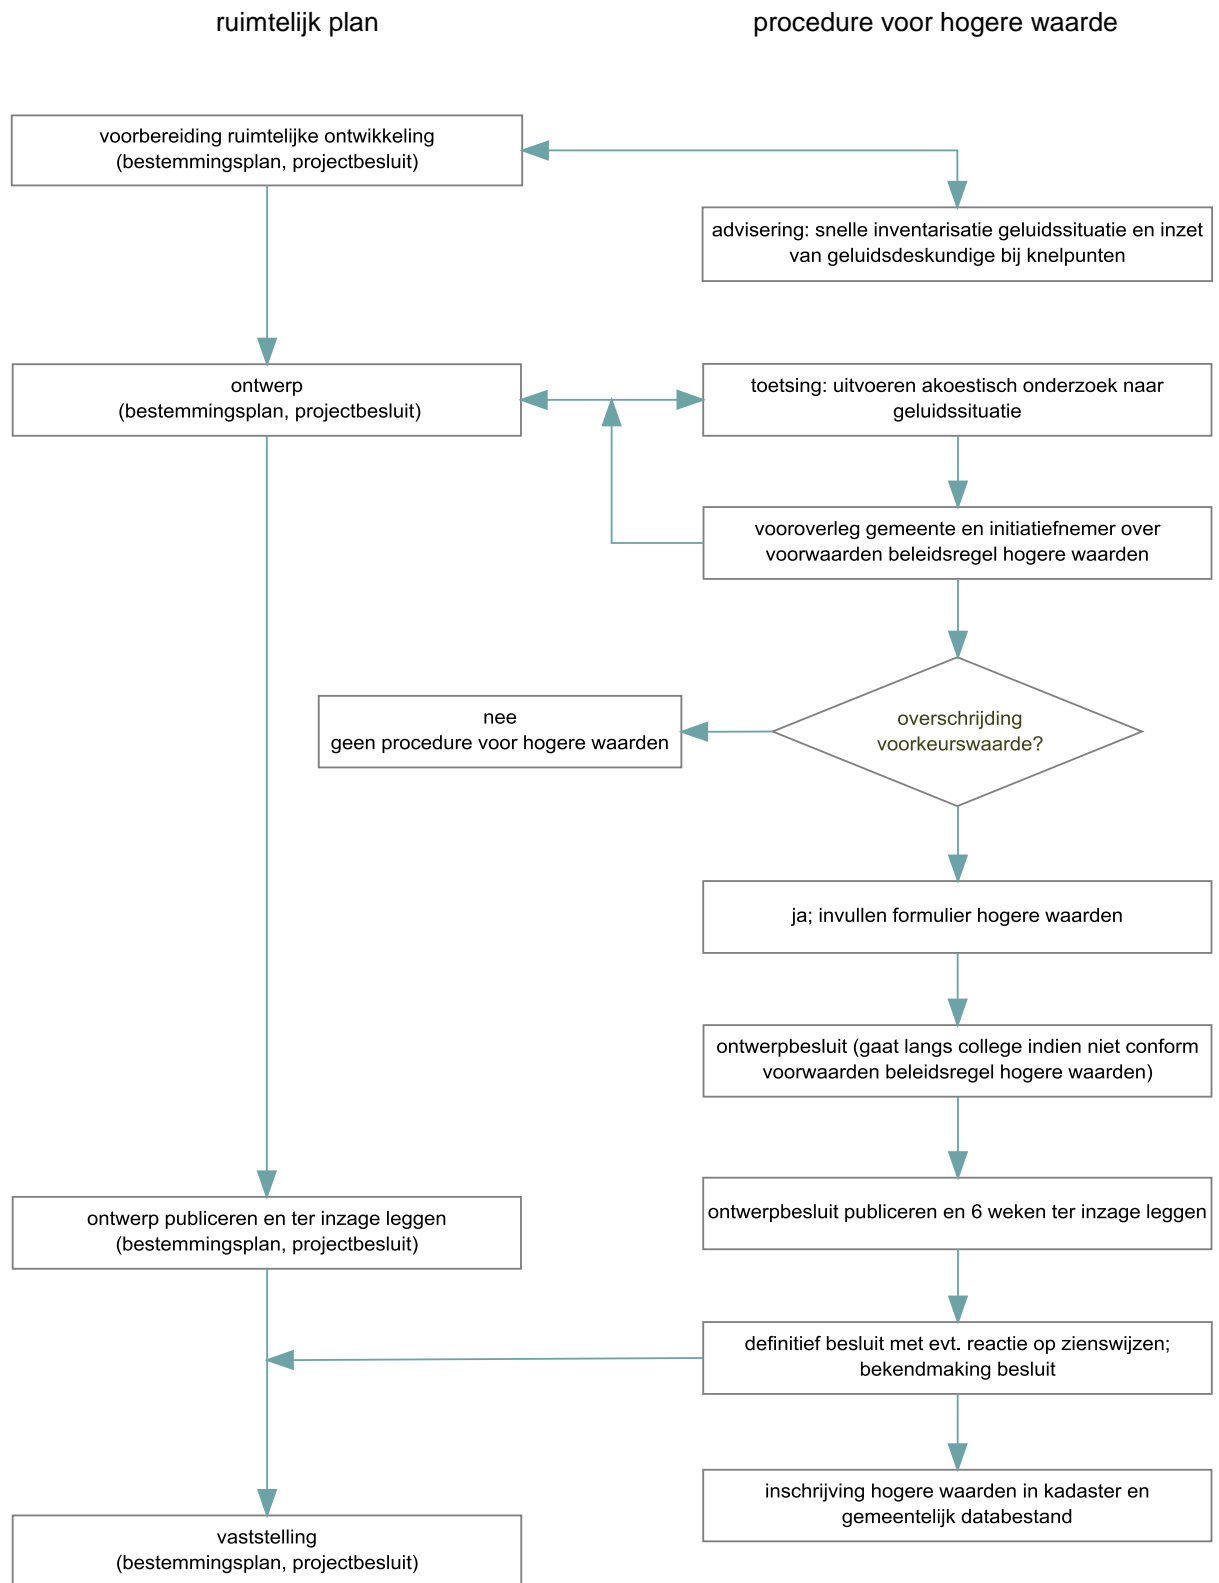 ruimtelijk plan
procedure voor hogere waarde
voorbereiding ruimtelijke ontwikkeling
(bestemmingsplan, projectbesluit)
advisering: snelle inventarisatie geluidssituatie en inzet
van geluidsdeskundige bij knelpunten
ontwerp
(bestemmingsplan, projectbesluit)
toetsing: uitvoeren akoestisch onderzoek naar
geluidssituatie
vooroverleg gemeente en initiatiefnemer over
voorwaarden beleidsregel hogere waarden
overschrijding
voorkeurswaarde?
nee
geen procedure voor hogere waarden
ja; invullen formulier hogere waarden
ontwerpbesluit (gaat langs college indien niet conform
voorwaarden beleidsregel hogere waarden)
ontwerpbesluit publiceren en 6 weken ter inzage leggen
ontwerp publiceren en ter inzage leggen
(bestemmingsplan, projectbesluit)
definitief besluit met evt. reactie op zienswijzen;
bekendmaking besluit
inschrijving hogere waarden in kadaster en
gemeentelijk databestand
vaststelling
(bestemmingsplan, projectbesluit)